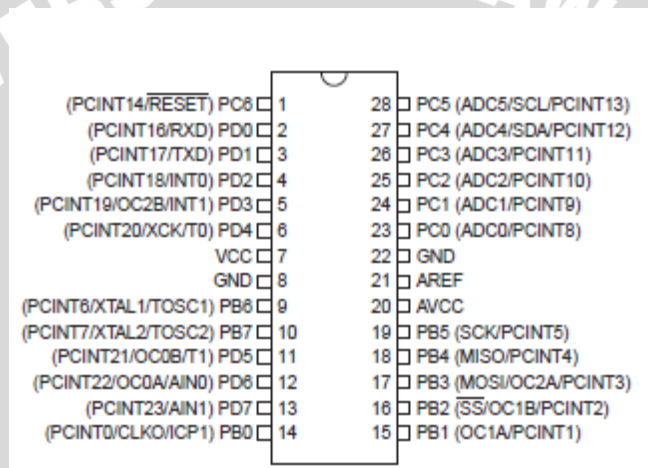 (PCINT14/RESET) PC6 1 28 PC5 (ADC5/SCL/PCINT13)
(PCINT16/RXD) PD0 2 27 PC4 (ADC4/SDA/PCINT12)
(PCINT17/TXD) PD1 3 26 PC3 (ADC3/PCINT11)
(PCINT18/INT0) PD2 4 25 PC2 (ADC2/PCINT10)
(PCINT19/OC2B/INT1) PD3 5 24 PC1 (ADC1/PCINT9)
(PCINT20/XCK/T0) PD4 6 23 PC0 (ADC0/PCINT8)
VCC 7 22 GND
GND 8 21 AREF
(PCINT6/XTAL1/TOSC1) PB6 9 20 AVCC
(PCINT7/XTAL2/TOSC2) PB7 10 19 PB5 (SCK/PCINT5)
(PCINT21/OC0B/T1) PD5 11 18 PB4 (MISO/PCINT4)
(PCINT22/OC0A/AIN0) PD6 12 17 PB3 (MOSI/OC2A/PCINT3)
(PCINT23/AIN1) PD7 13 16 PB2 (SS/OC1B/PCINT2)
(PCINT0/CLKO/ICP1) PB0 14 15 PB1 (OC1A/PCINT1)